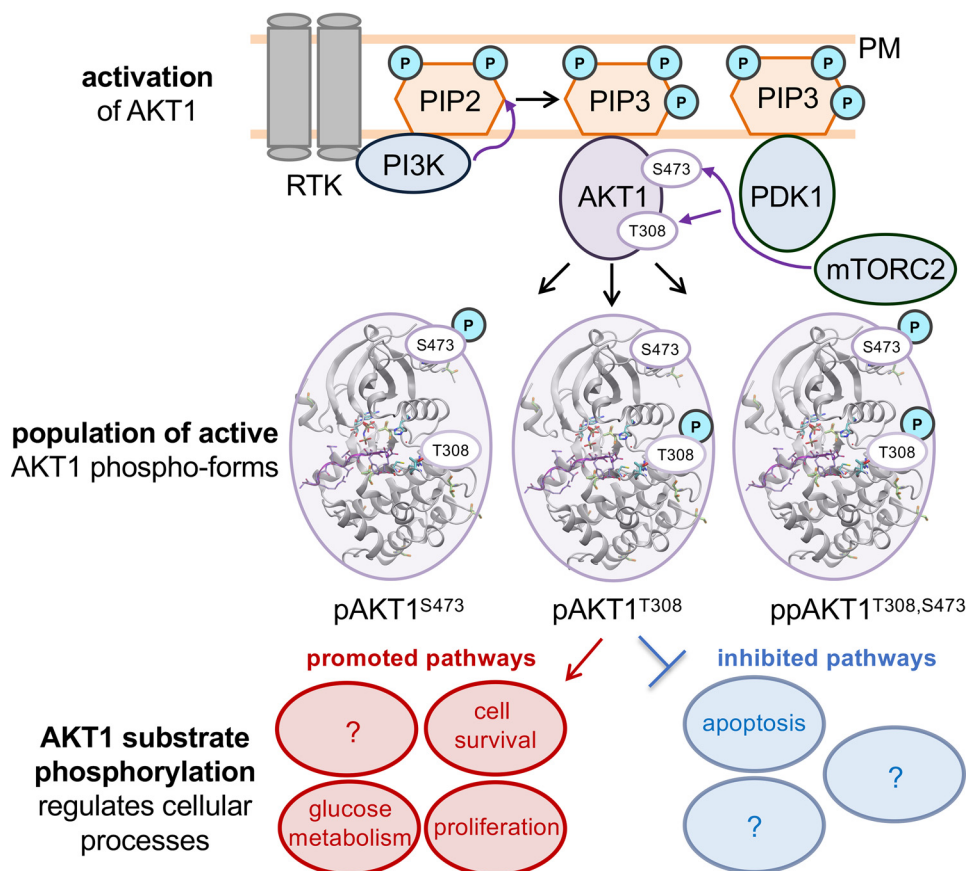 PM
activation
of AKT1
P
P
P
P
P
P
P
P
PIP2
PIP3
PIP3
PI3K
RTK
AKT1
S473
T308
PDK1
mTORC2
P
S473
T308
S473
P
T308
P
S473
P
T308
population of active
AKT1 phospho-forms
pAKT1S473
pAKT1T308
ppAKT1T308,S473
promoted pathways
inhibited pathways
AKT1 substrate
phosphorylation
regulates cellular
processes
?
cell
survival
glucose
metabolism
proliferation
apoptosis
?
?